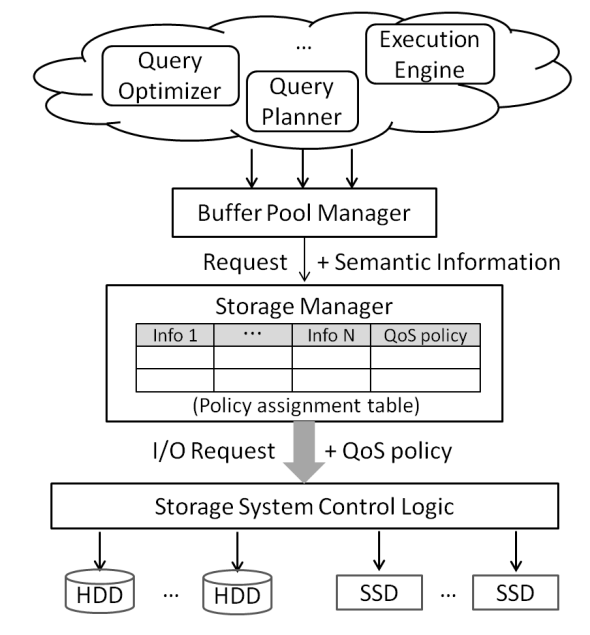 ...
Execution
Engine
Query
Optimizer
Query
Planner
Buffer Pool Manager
Request + Semantic Information
Storage Manager
Info 1 ... Info N QoS policy
(Policy assignment table)
I/O Request + QoS policy
Storage System Control Logic
HDD ... HDD SSD ... SSD